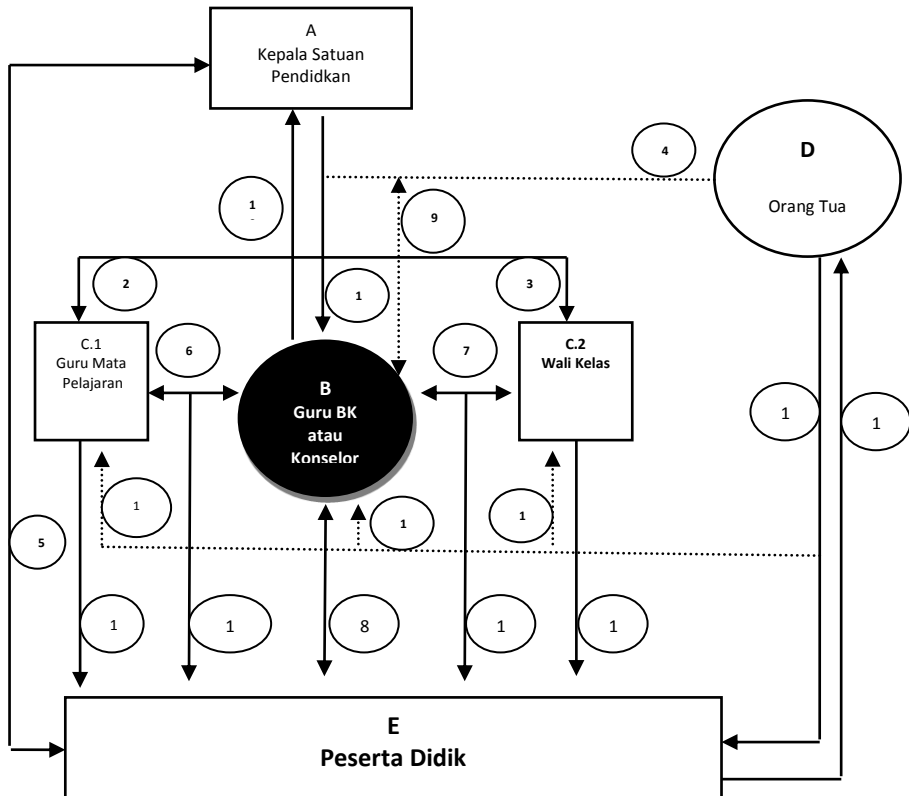 A
Kepala Satuan
Pendidkan
4
D
Orang Tua
1
9
2
1
3
C.1
Guru Mata
Pelajaran
6
B
Guru BK
atau
Konselor
7
C.2
Wali Kelas
1
1
1
1
1
5
1
1
8
1
1
E
Peserta Didik